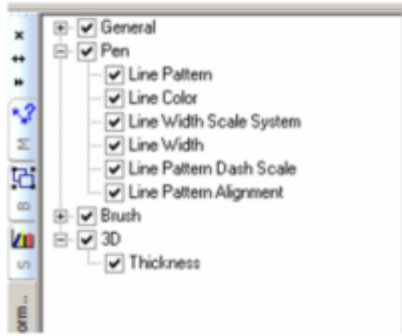 General
Pen
Line Pattern
Line Color
Line Width Scale System
Line Width
Line Pattern Dash Scale
Line Pattern Alignment
Brush
3D
Thickness
M
B
S
orm...